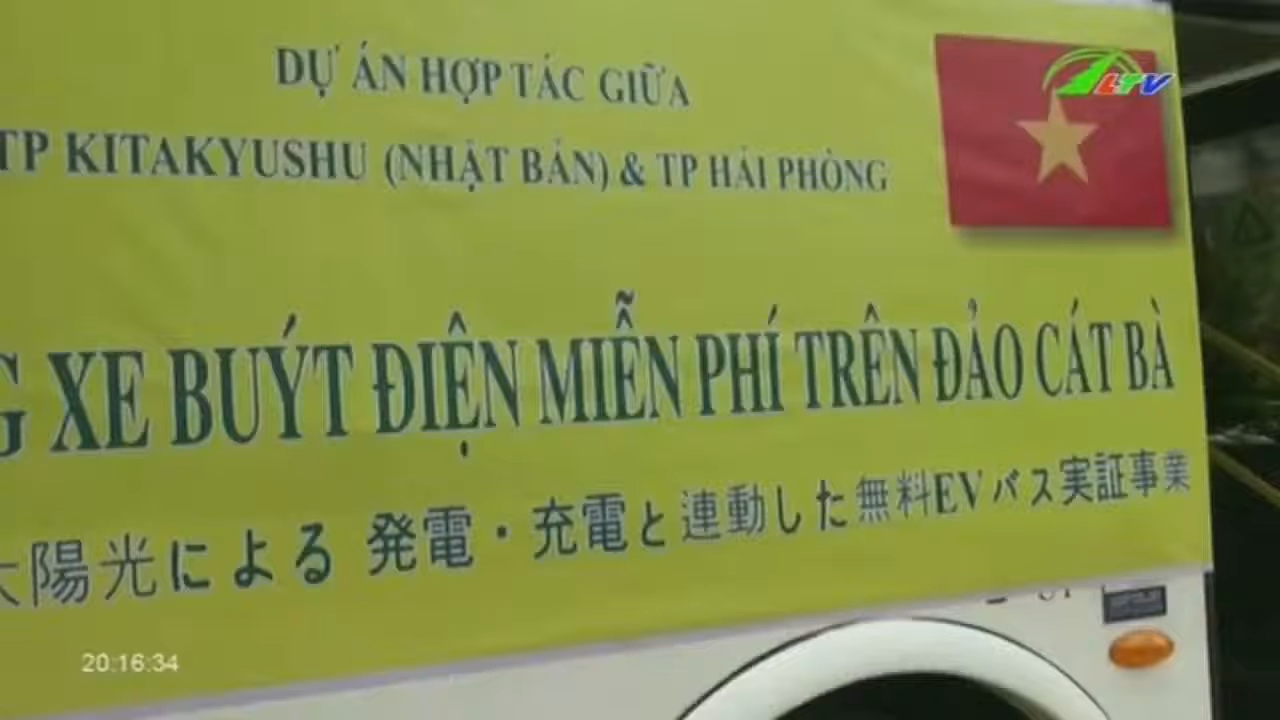 LTV
DỰ ÁN HỢP TÁC GIỮA
TP KITAKYUSHU (NHẬT BẢN) & TP HẢI PHÒNG
XE BUÝT ĐIỆN MIỄN PHÍ TRÊN ĐẢO CÁT BÀ
太陽光による 発電・充電と連動した無料EVバス実証事業
20:16:34